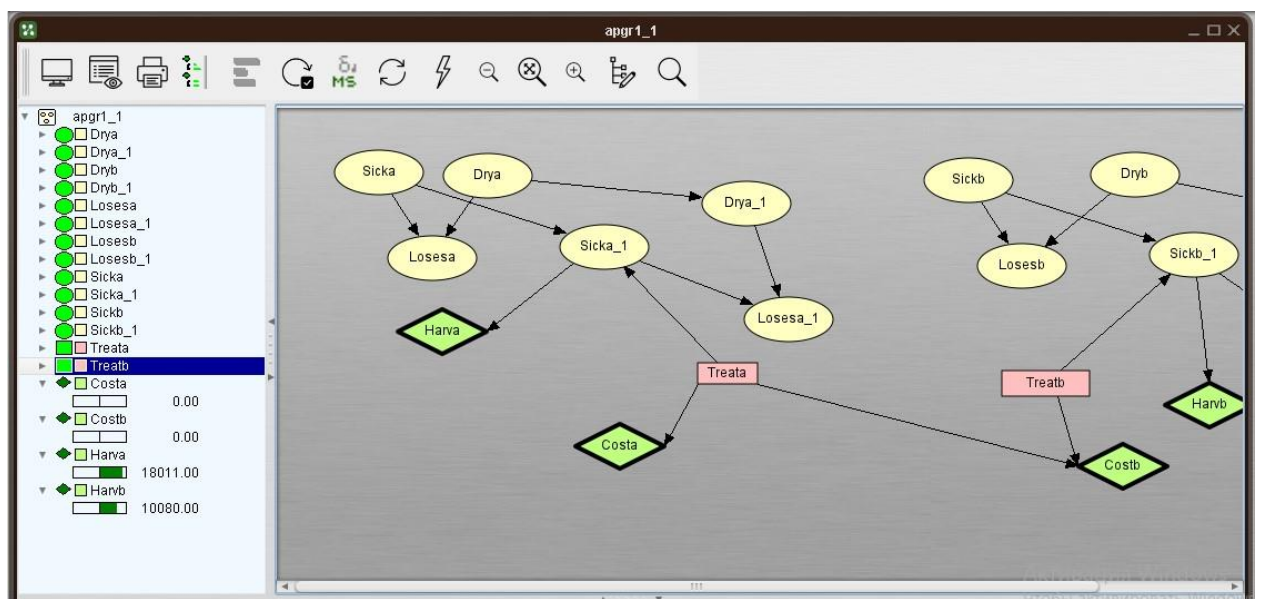 apgr1_1
δ
MS
apgr1_1
Drya
Drya_1
Dryb
Dryb_1
Losesa
Losesa_1
Losesb
Losesb_1
Sicka
Sicka_1
Sickb
Sickb_1
Treata
Treatb
Costa
0.00
Costb
0.00
Harva
18011.00
Harvb
10080.00
Sicka
Drya
Drya_1
Losesa
Sicka_1
Harva
Losesa_1
Treata
Costa
Sickb
Dryb
Losesb
Sickb_1
Treatb
Harvb
Costb
Windows